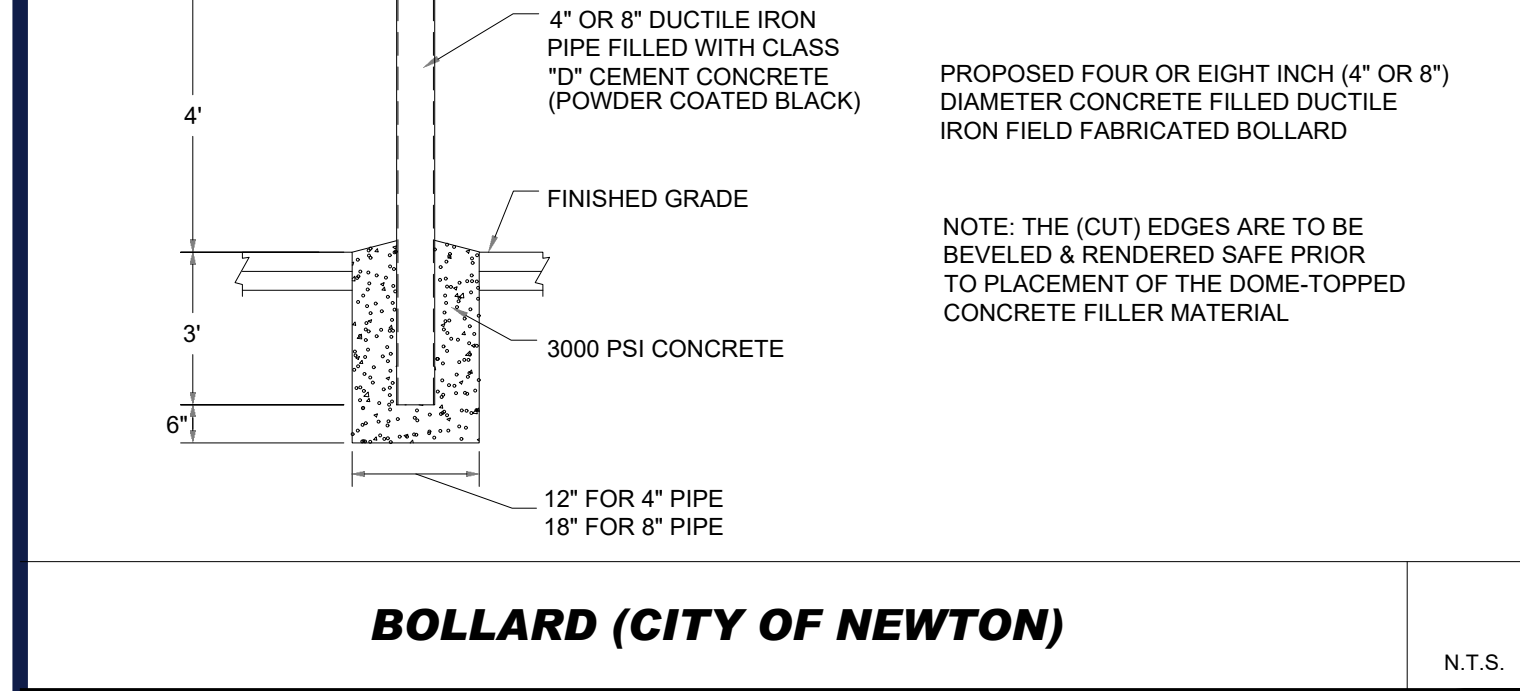 4" OR 8" DUCTILE IRON
PIPE FILLED WITH CLASS
"D" CEMENT CONCRETE
(POWDER COATED BLACK)
PROPOSED FOUR OR EIGHT INCH (4" OR 8")
DIAMETER CONCRETE FILLED DUCTILE
IRON FIELD FABRICATED BOLLARD
4'
FINISHED GRADE
NOTE: THE (CUT) EDGES ARE TO BE
BEVELED & RENDERED SAFE PRIOR
TO PLACEMENT OF THE DOME-TOPPED
CONCRETE FILLER MATERIAL
3'
3000 PSI CONCRETE
6"
12" FOR 4" PIPE
18" FOR 8" PIPE
BOLLARD (CITY OF NEWTON)
N.T.S.